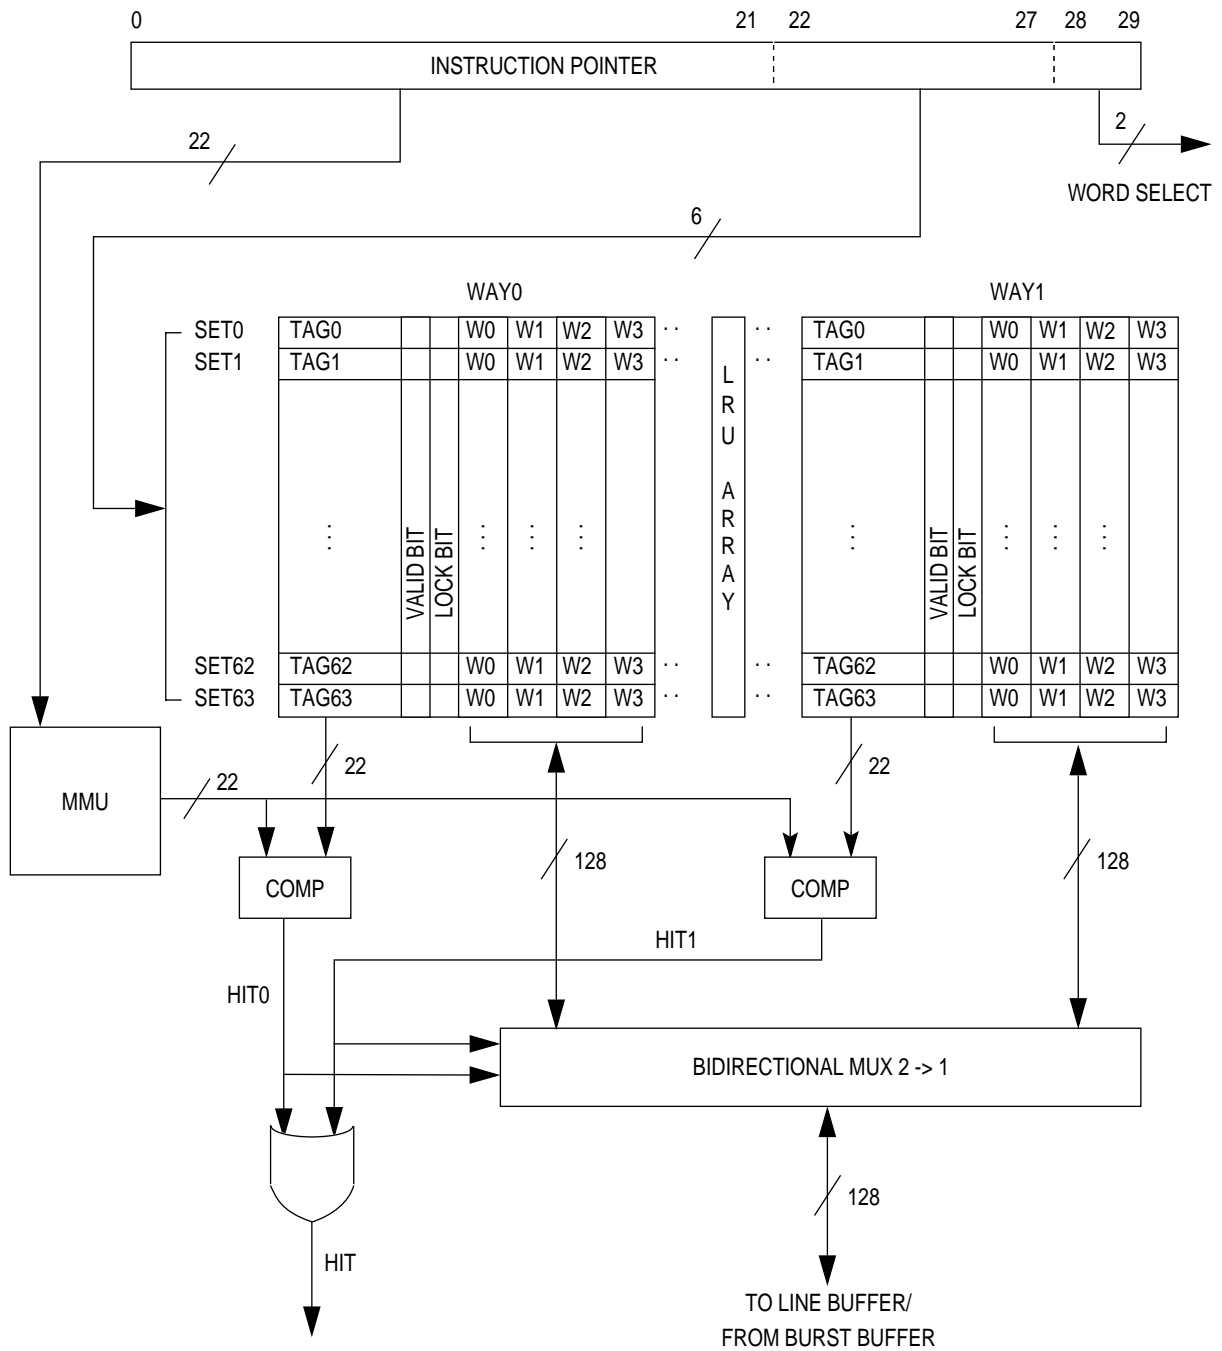 0 21 22 27 28 29
INSTRUCTION POINTER
22
2
WORD SELECT
6
WAY0 WAY1
SET0 TAG0 W0 W1 W2 W3 .. .. TAG0 W0 W1 W2 W3
SET1 TAG1 W0 W1 W2 W3 .. .. TAG1 W0 W1 W2 W3
LRU ARRAY
... VALID BIT LOCK BIT ... ... ... ... VALID BIT LOCK BIT ... ... ...
SET62 TAG62 W0 W1 W2 W3 .. .. TAG62 W0 W1 W2 W3
SET63 TAG63 W0 W1 W2 W3 .. .. TAG63 W0 W1 W2 W3
22 22 22
MMU
128 128
COMP COMP
HIT1
HIT0
BIDIRECTIONAL MUX 2 -> 1
128
HIT
TO LINE BUFFER/
FROM BURST BUFFER